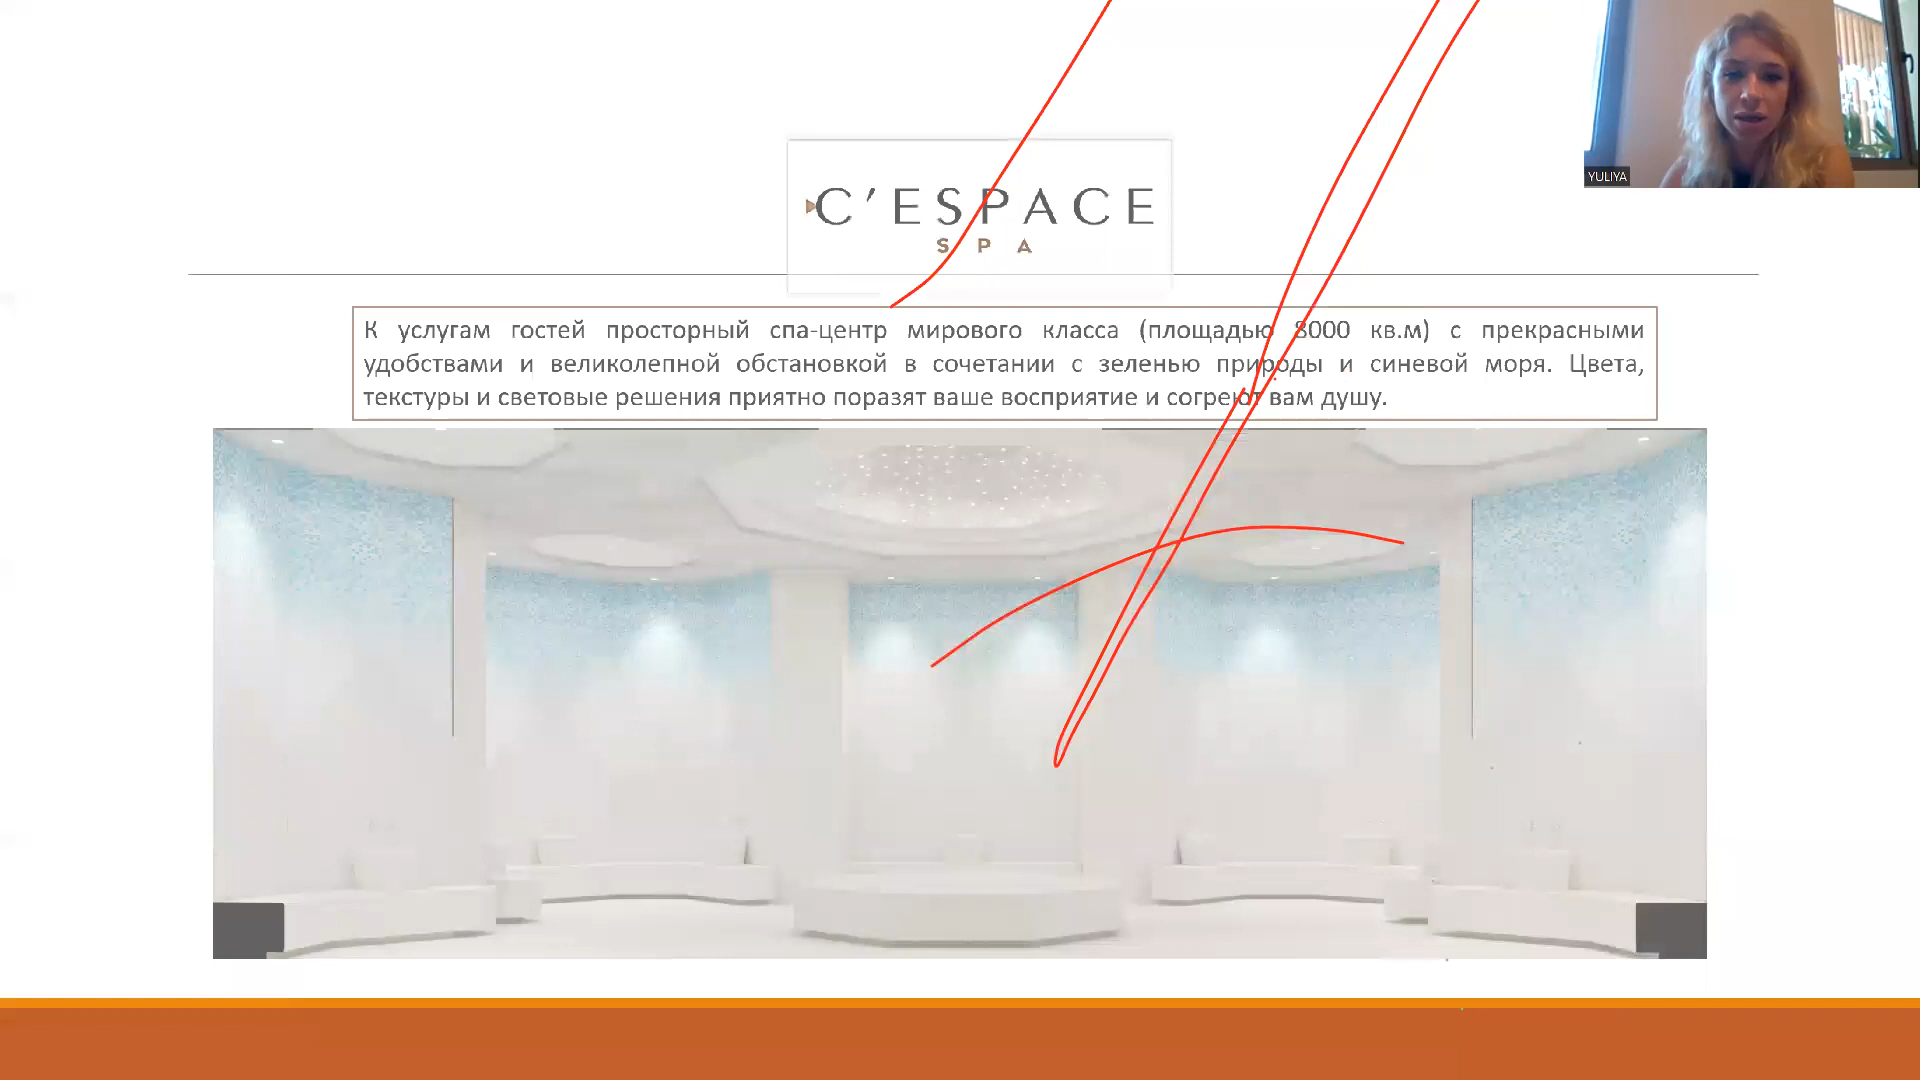 YULIYA
C'ESPACE
SPA
К услугам гостей просторный спа-центр мирового класса (площадью 8000 кв.м) с прекрасными
удобствами и великолепной обстановкой в сочетании с зеленью природы и синевой моря. Цвета,
текстуры и световые решения приятно поразят ваше восприятие и согреют вам душу.